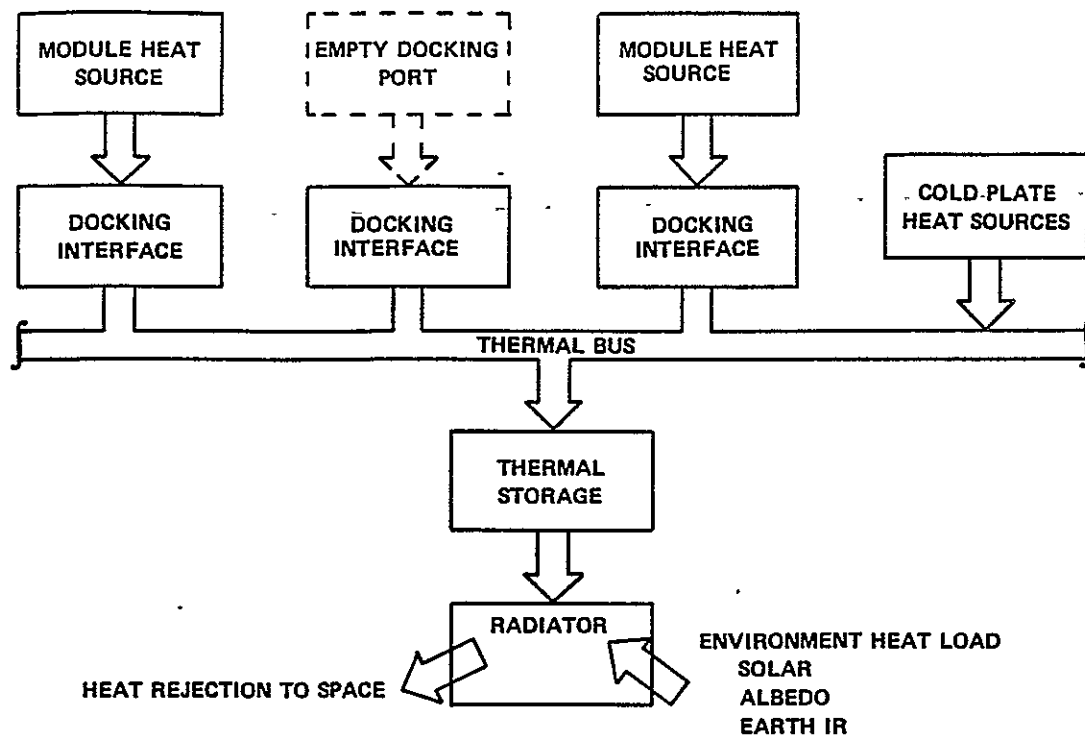 MODULE HEAT
SOURCE
EMPTY DOCKING
PORT
MODULE HEAT
SOURCE
COLD-PLATE
HEAT SOURCES
DOCKING
INTERFACE
DOCKING
INTERFACE
DOCKING
INTERFACE
THERMAL BUS
THERMAL
STORAGE
RADIATOR
HEAT REJECTION TO SPACE
ENVIRONMENT HEAT LOAD
SOLAR
ALBEDO
EARTH IR